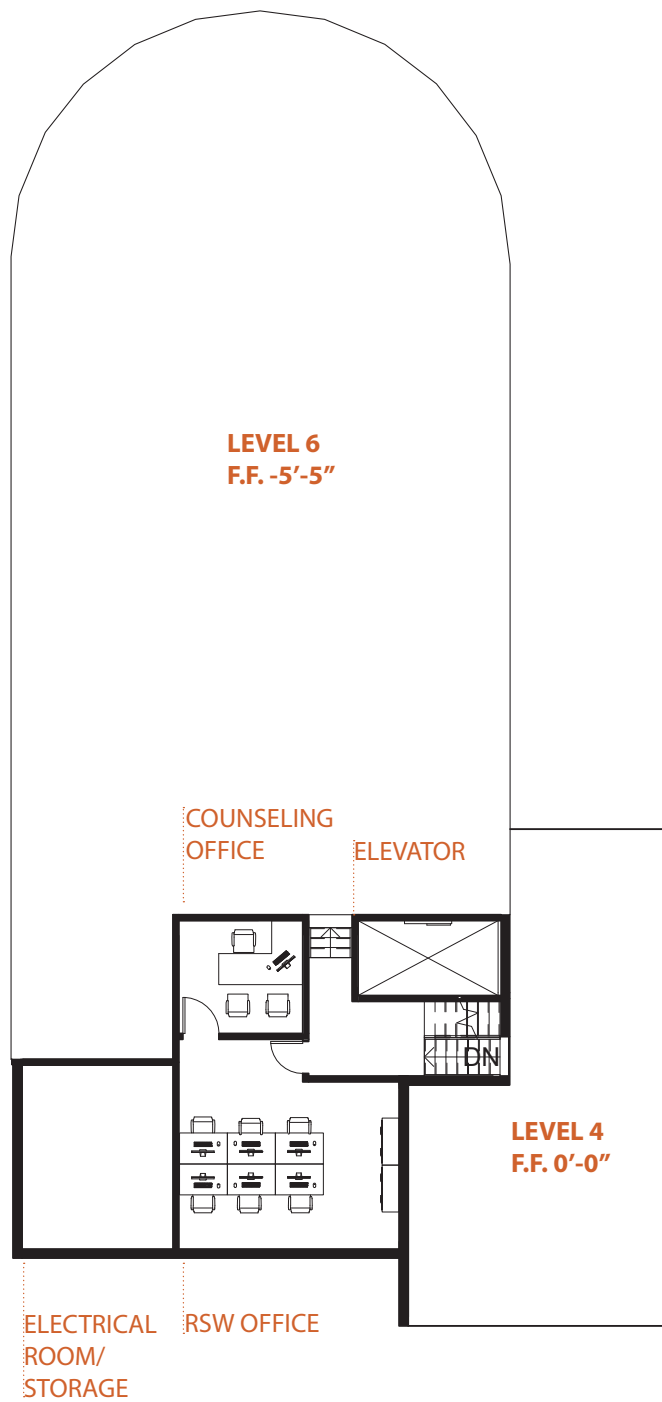 LEVEL 6
F.F. -5’-5”
COUNSELING
OFFICE
ELEVATOR
DN
LEVEL 4
F.F. 0’-0”
ELECTRICAL
ROOM/
STORAGE
RSW OFFICE